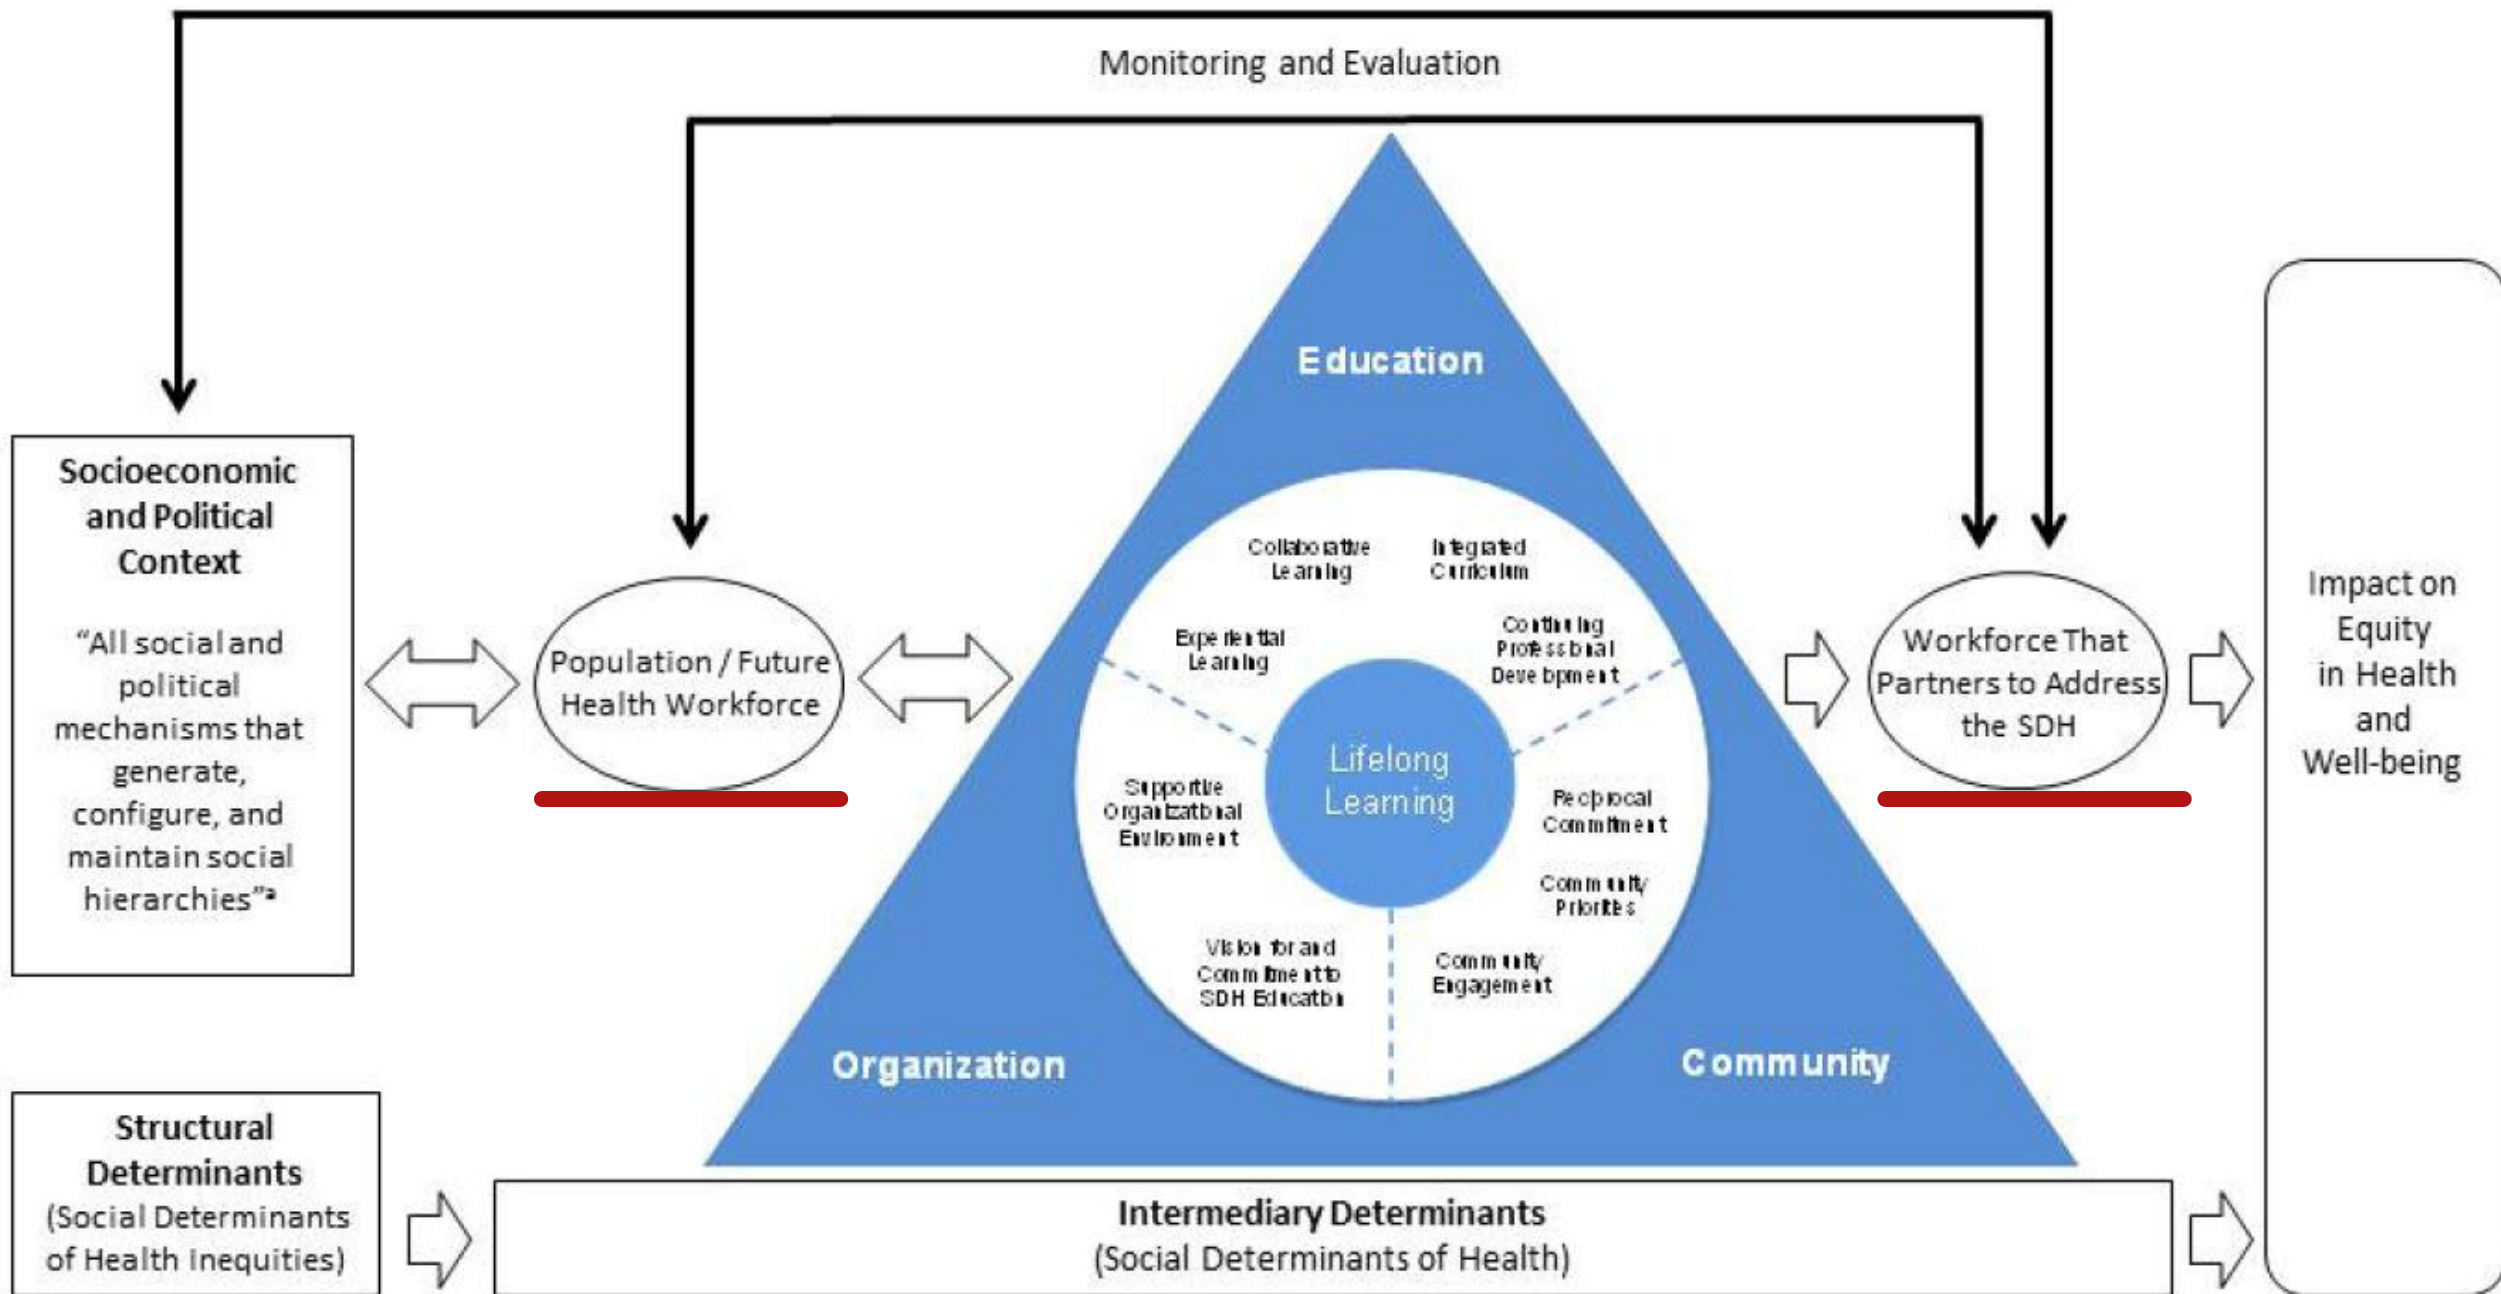 Monitoring and Evaluation
Socioeconomic
and Political
Context
“All social and
political
mechanisms that
generate,
configure, and
maintain social
hierarchies”ᵃ
Population / Future
Health Workforce
Education
Collaborative
Learning
Integrated
Curriculum
Experiential
Learning
Continuing
Professional
Development
Lifelong
Learning
Supportive
Organizational
Environment
Reciprocal
Commitment
Community
Priorities
Vision for and
Commitment to
SDH Education
Community
Engagement
Organization
Community
Workforce That
Partners to Address
the SDH
Impact on
Equity
in Health
and
Well-being
Structural
Determinants
(Social Determinants
of Health Inequities)
Intermediary Determinants
(Social Determinants of Health)